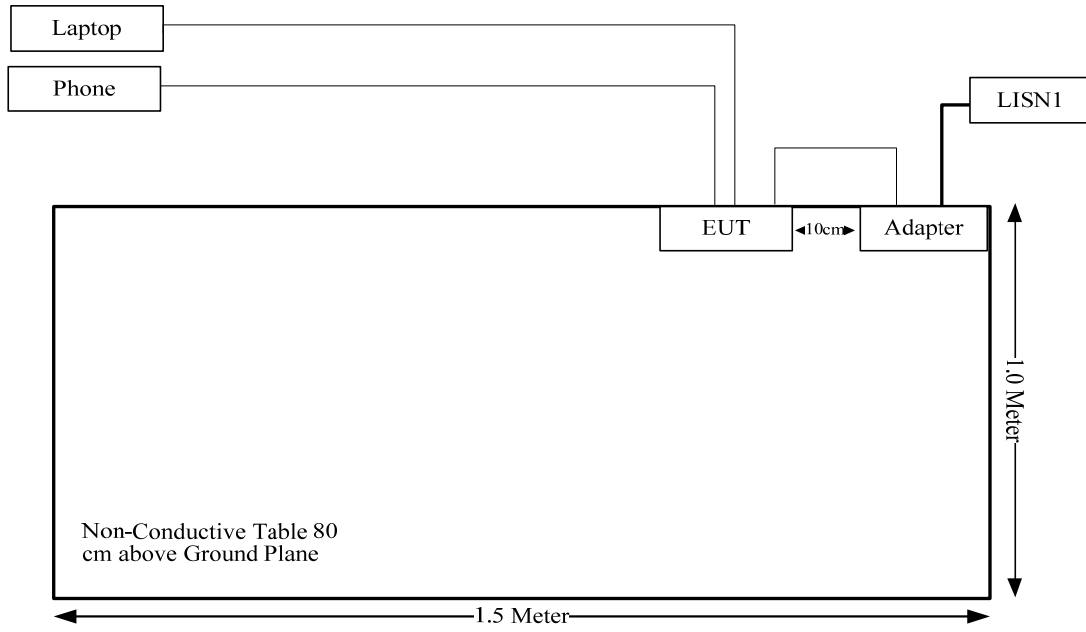 Laptop
Phone
LISN1
EUT
10cm
Adapter
1.0 Meter
Non-Conductive Table 80
cm above Ground Plane
1.5 Meter